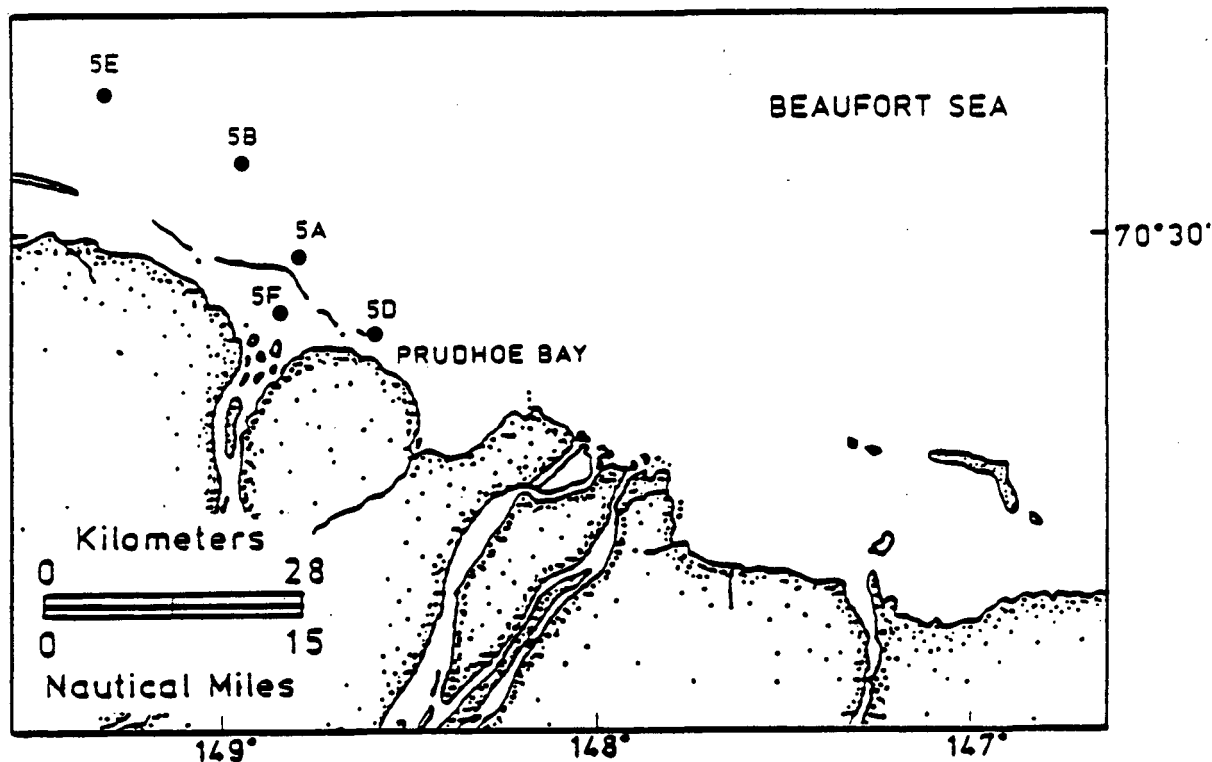 5E
BEAUFORT SEA
5B
5A
70°30'
5F
5D
PRUDHOE BAY
Kilometers
0 28
0 15
Nautical Miles
149° 148° 147°